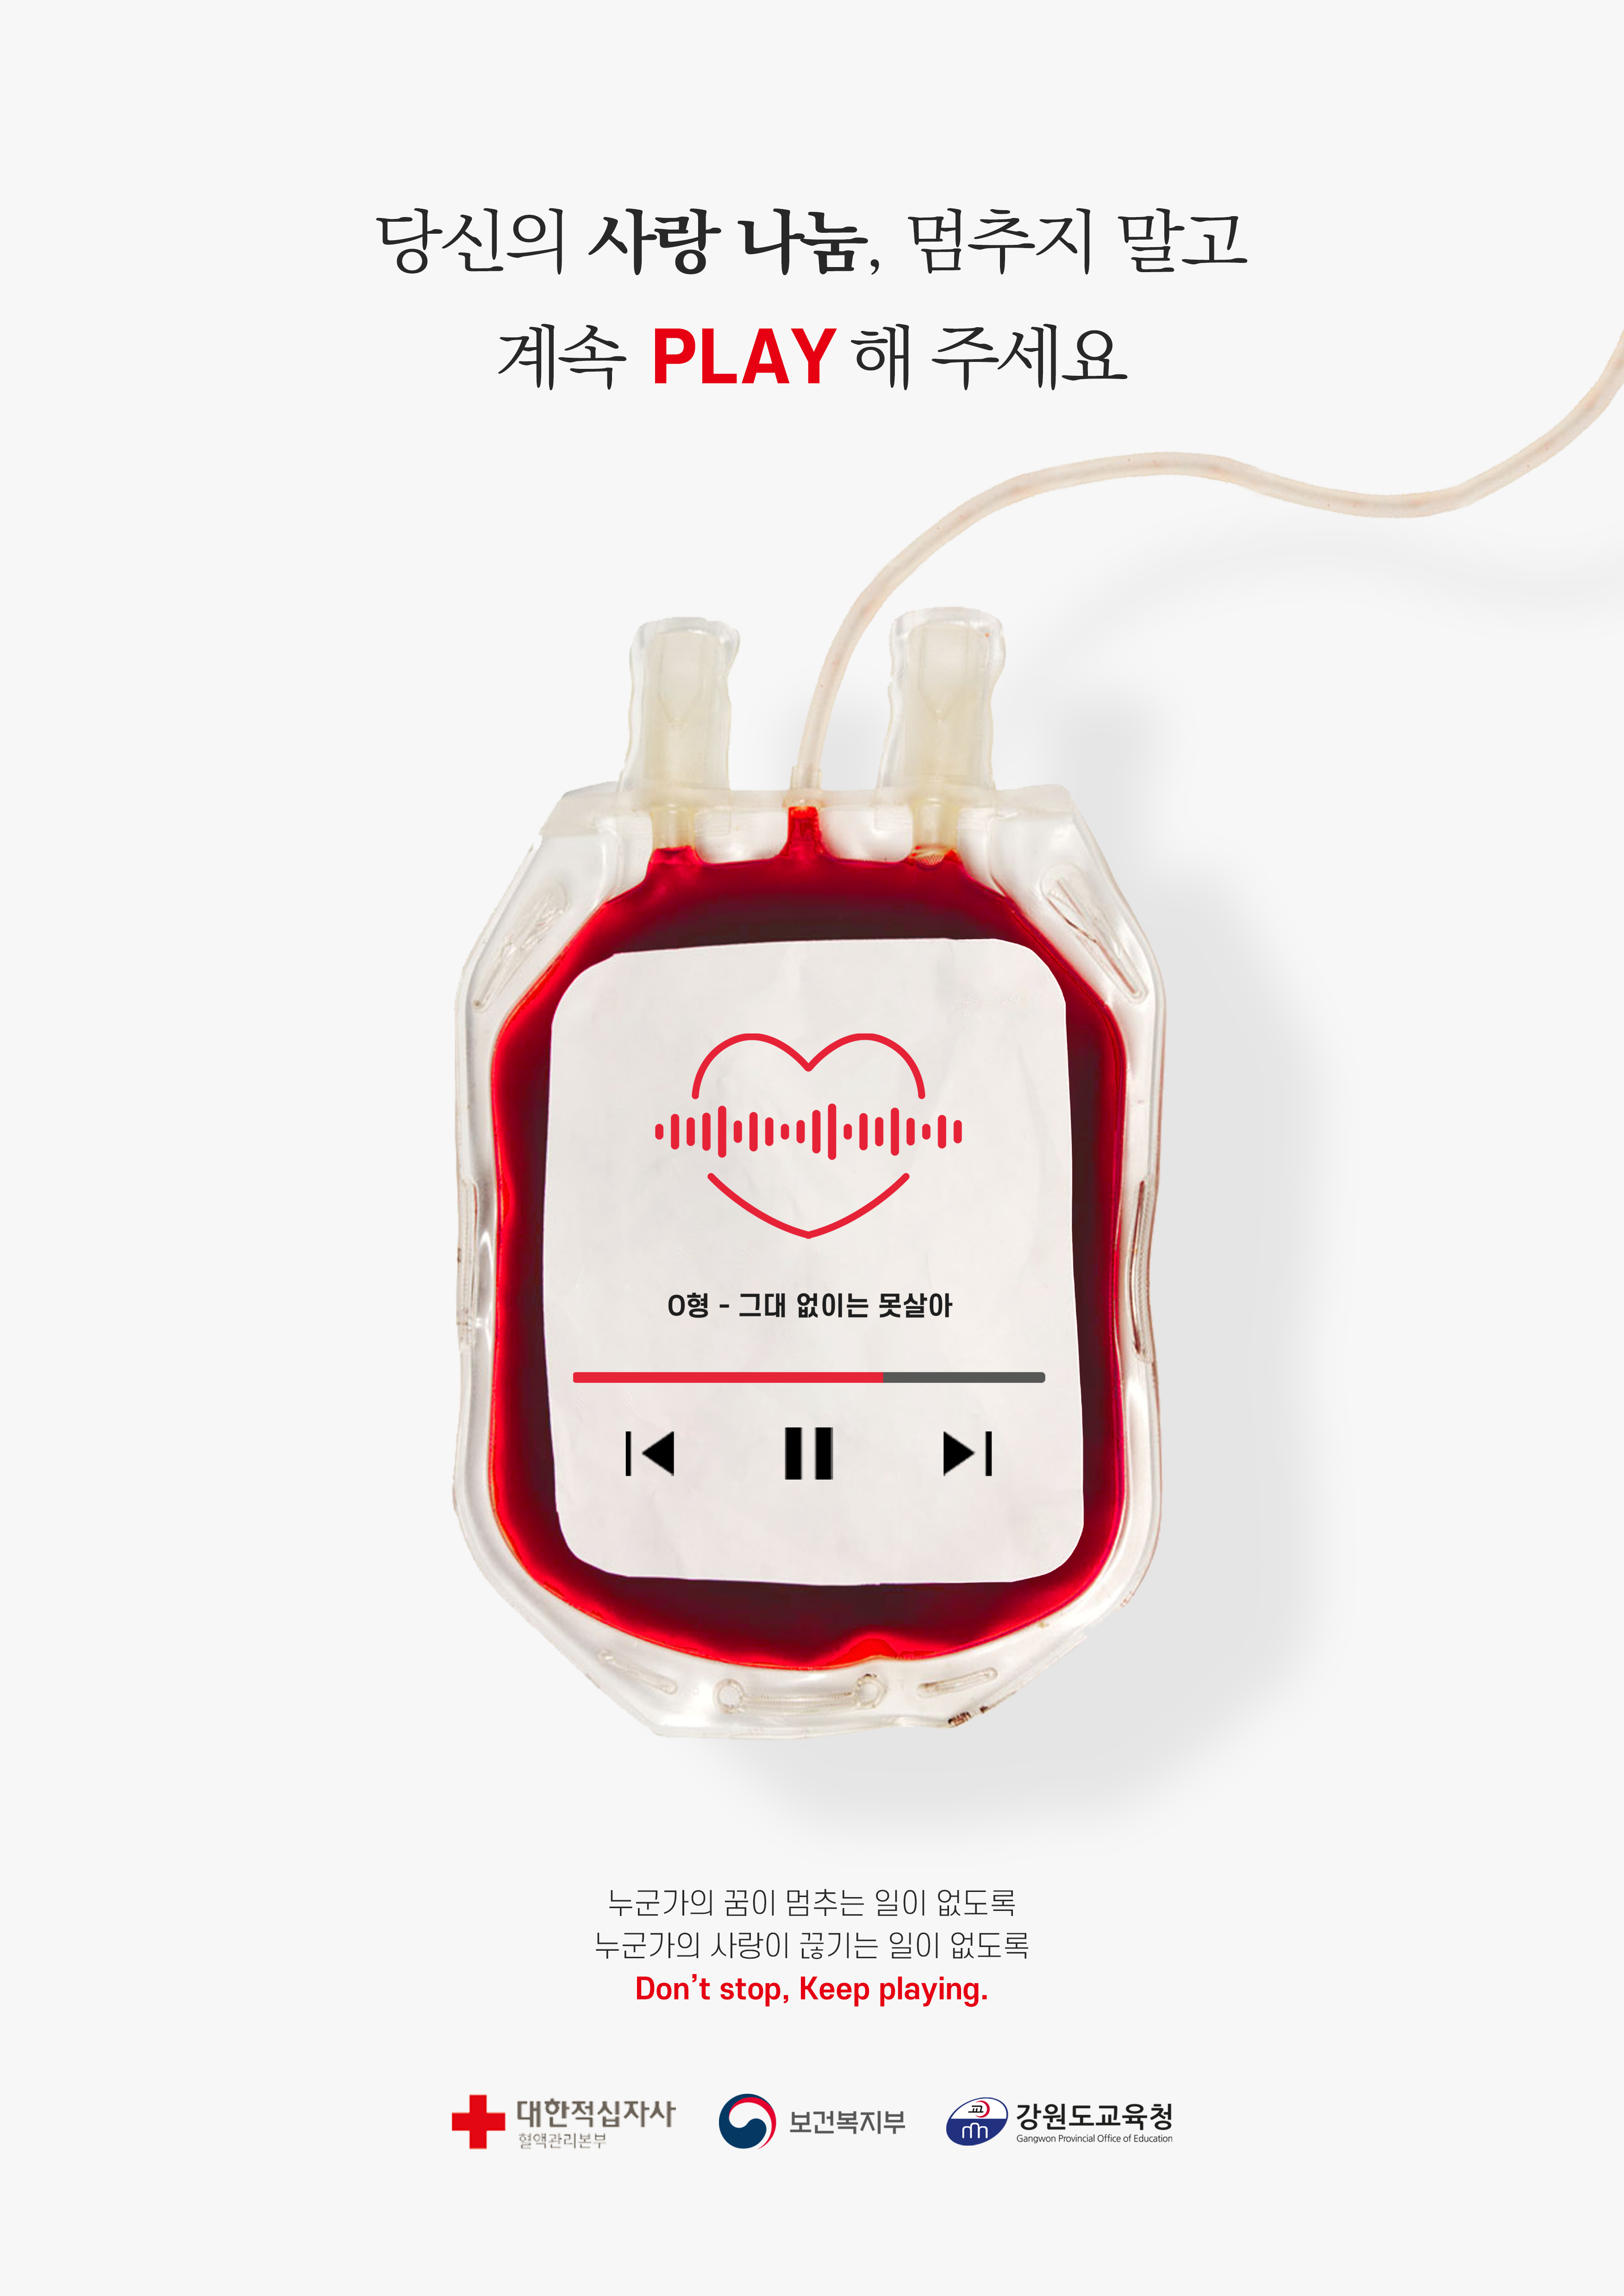 당신의 사랑 나눔, 멈추지 말고
계속 PLAY 해 주세요
O형 - 그대 없이는 못살아
누군가의 꿈이 멈추는 일이 없도록
누군가의 사랑이 끊기는 일이 없도록
Don't stop, Keep playing.
대한적십자사
혈액관리본부
보건복지부
교
강원도교육청
Gangwon Provincial Office of Education